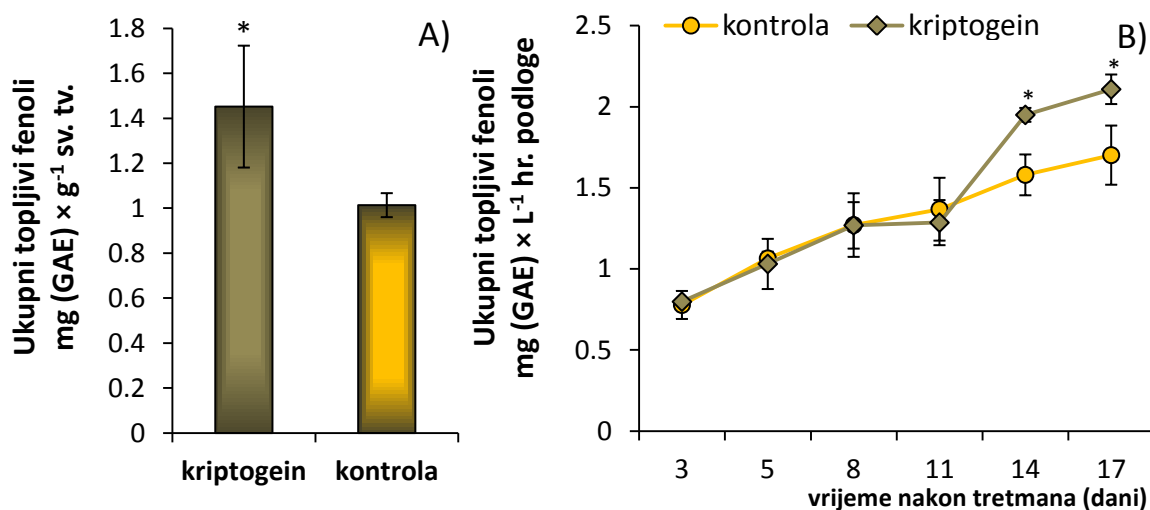 A)
*
Ukupni topljivi fenoli
mg (GAE) × g⁻¹ sv. tv.
1.8
1.6
1.4
1.2
1
0.8
0.6
0.4
0.2
0
kriptogein
kontrola
B)
kontrola
kriptogein
*
*
Ukupni topljivi fenoli
mg (GAE) × L⁻¹ hr. podloge
2.5
2
1.5
1
0.5
0
3 5 8 11 14 17
vrijeme nakon tretmana (dani)